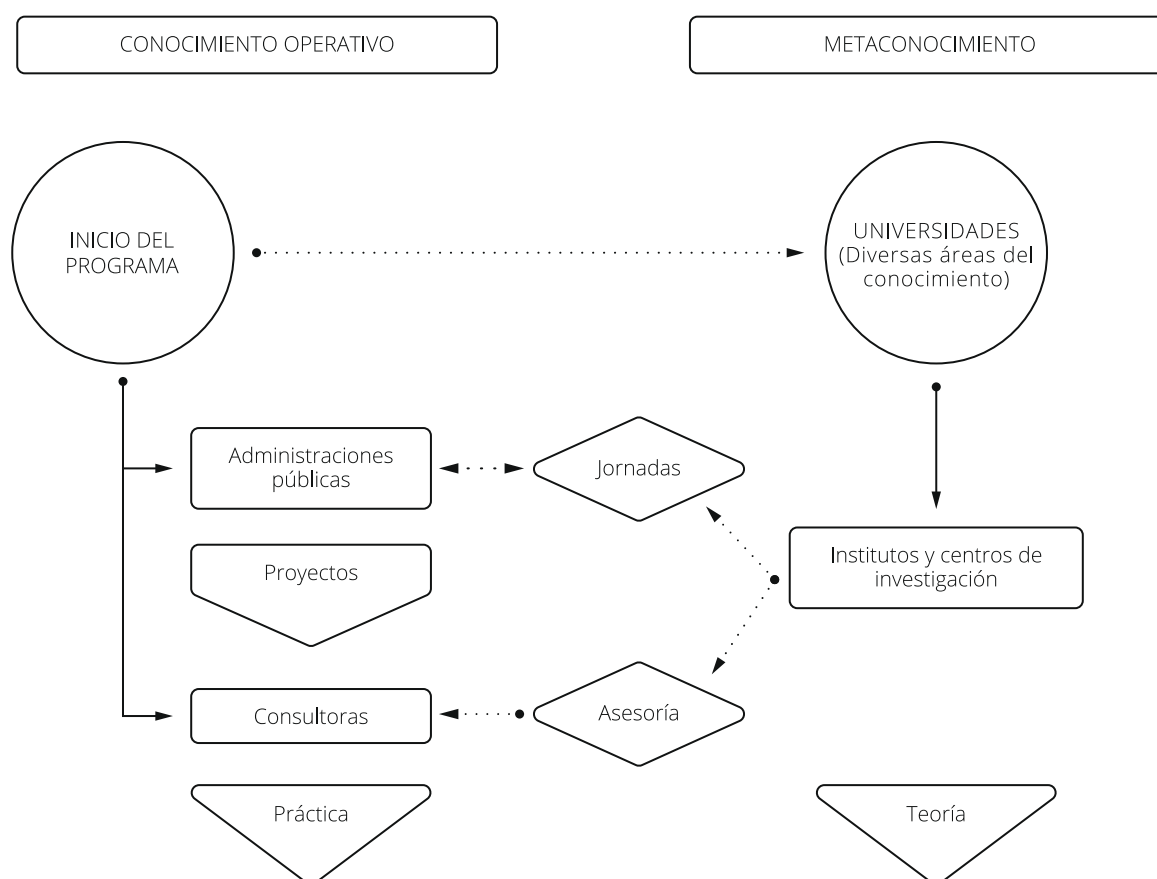 CONOCIMIENTO OPERATIVO
METACONOCIMIENTO
INICIO DEL
PROGRAMA
UNIVERSIDADES
(Diversas áreas del
conocimiento)
Administraciones
públicas
Jornadas
Proyectos
Institutos y centros de
investigación
Consultoras
Asesoría
Práctica
Teoría